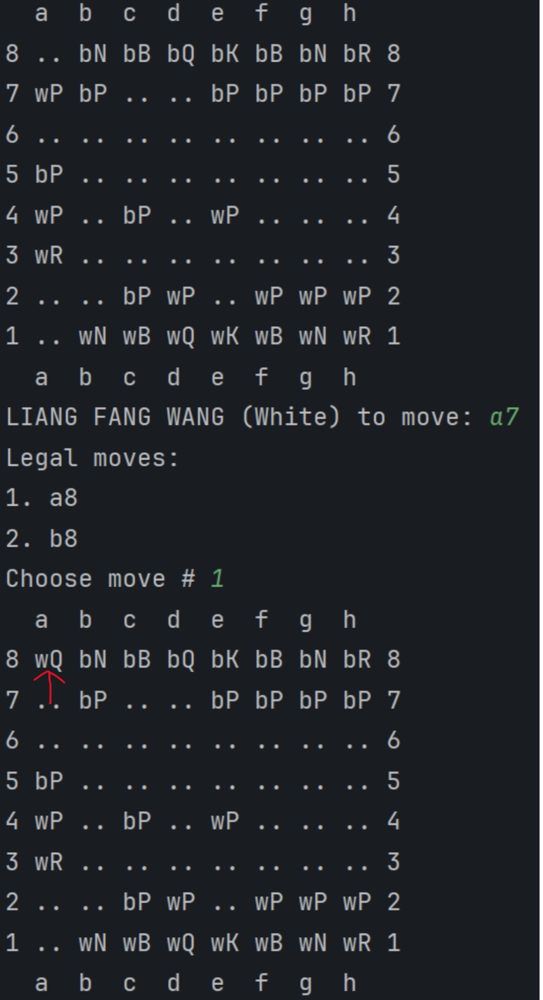 a b c d e f g h
8 .. bN bB bQ bK bB bN bR 8
7 wP bP .. .. bP bP bP bP 7
6 .. .. .. .. .. .. .. .. 6
5 bP .. .. .. .. .. .. .. 5
4 wP .. bP .. wP .. .. .. 4
3 wR .. .. .. .. .. .. .. 3
2 .. .. bP wP .. wP wP wP 2
1 .. wN wB wQ wK wB wN wR 1
a b c d e f g h
LIANG FANG WANG (White) to move: a7
Legal moves:
1. a8
2. b8
Choose move # 1
a b c d e f g h
8 wQ bN bB bQ bK bB bN bR 8
7 .. bP .. .. bP bP bP bP 7
6 .. .. .. .. .. .. .. .. 6
5 bP .. .. .. .. .. .. .. 5
4 wP .. bP .. wP .. .. .. 4
3 wR .. .. .. .. .. .. .. 3
2 .. .. bP wP .. wP wP wP 2
1 .. wN wB wQ wK wB wN wR 1
a b c d e f g h